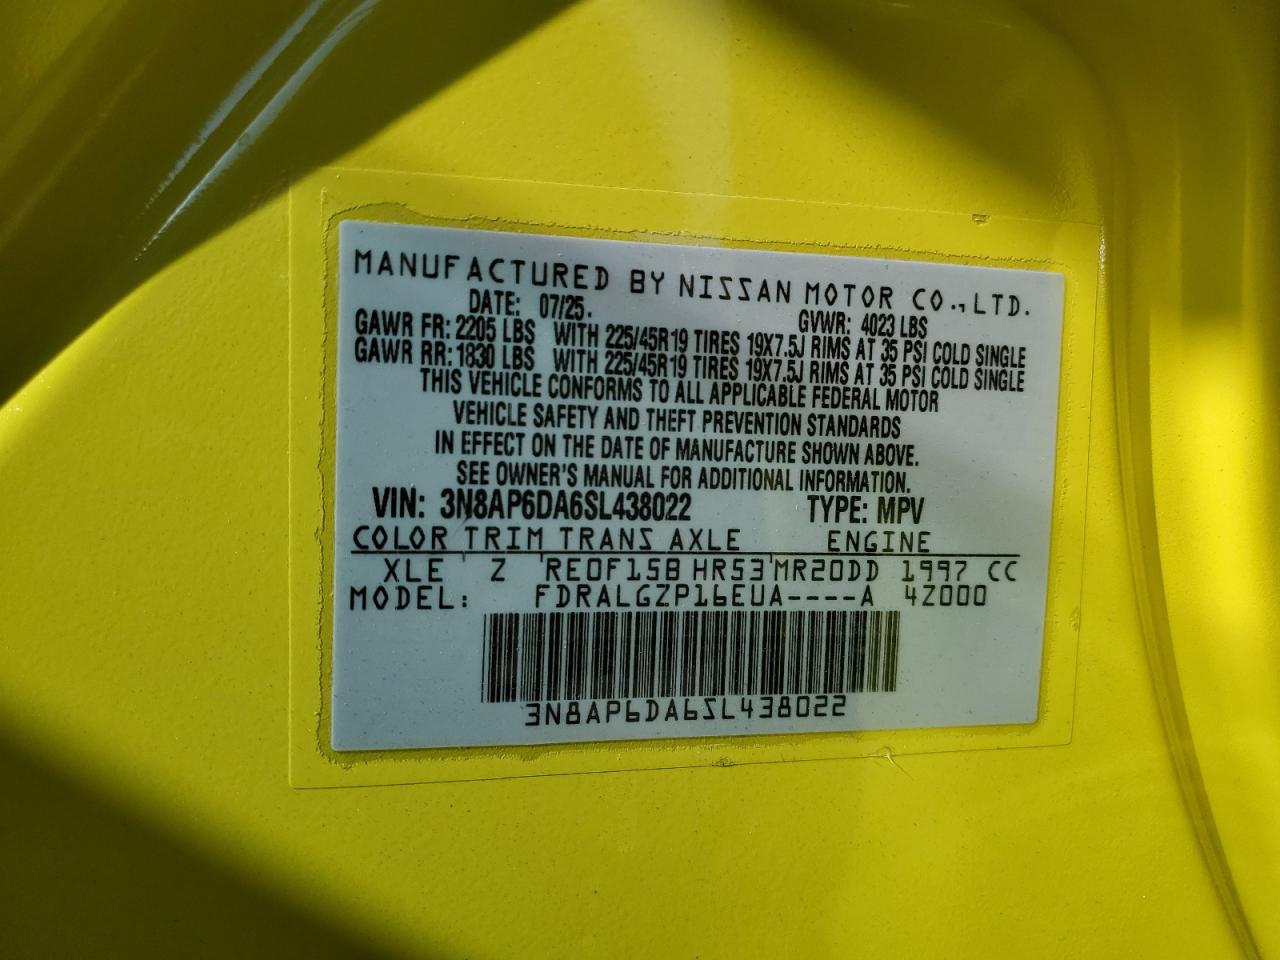 MANUFACTURED BY NISSAN MOTOR CO.,LTD.
DATE: 07/25. GVWR: 4023 LBS
GAWR FR: 2205 LBS WITH 225/45R19 TIRES 19X7.5J RIMS AT 35 PSI COLD SINGLE
GAWR RR: 1830 LBS WITH 225/45R19 TIRES 19X7.5J RIMS AT 35 PSI COLD SINGLE
THIS VEHICLE CONFORMS TO ALL APPLICABLE FEDERAL MOTOR
VEHICLE SAFETY AND THEFT PREVENTION STANDARDS
IN EFFECT ON THE DATE OF MANUFACTURE SHOWN ABOVE.
SEE OWNER'S MANUAL FOR ADDITIONAL INFORMATION.
VIN: 3N8AP6DA6SL438022 TYPE: MPV
COLOR TRIM TRANS AXLE ENGINE
XLE Z RE0F15B HR53 MR20DD 1997 CC
MODEL: FDRALGZP16EUA----A 42000
3N8AP6DA6SL438022